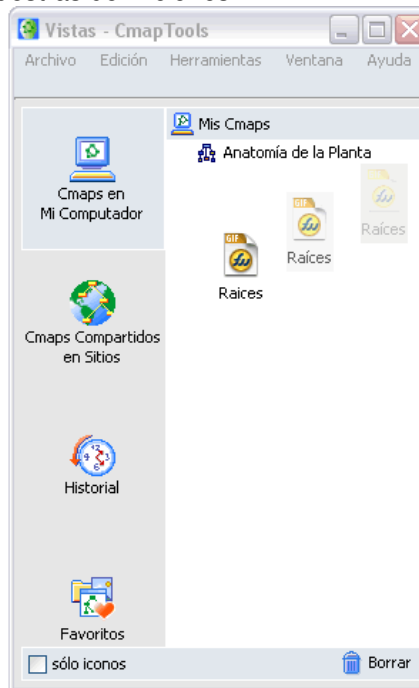 Vistas - CmapTools
Archivo Edición Herramientas Ventana Ayuda
Mis Cmaps
Anatomía de la Planta
Cmaps en
Mi Computador
GIF
Raíces
GIF
Raíces
GIF
Raices
Cmaps Compartidos
en Sitios
Historial
Favoritos
sólo iconos
Borrar